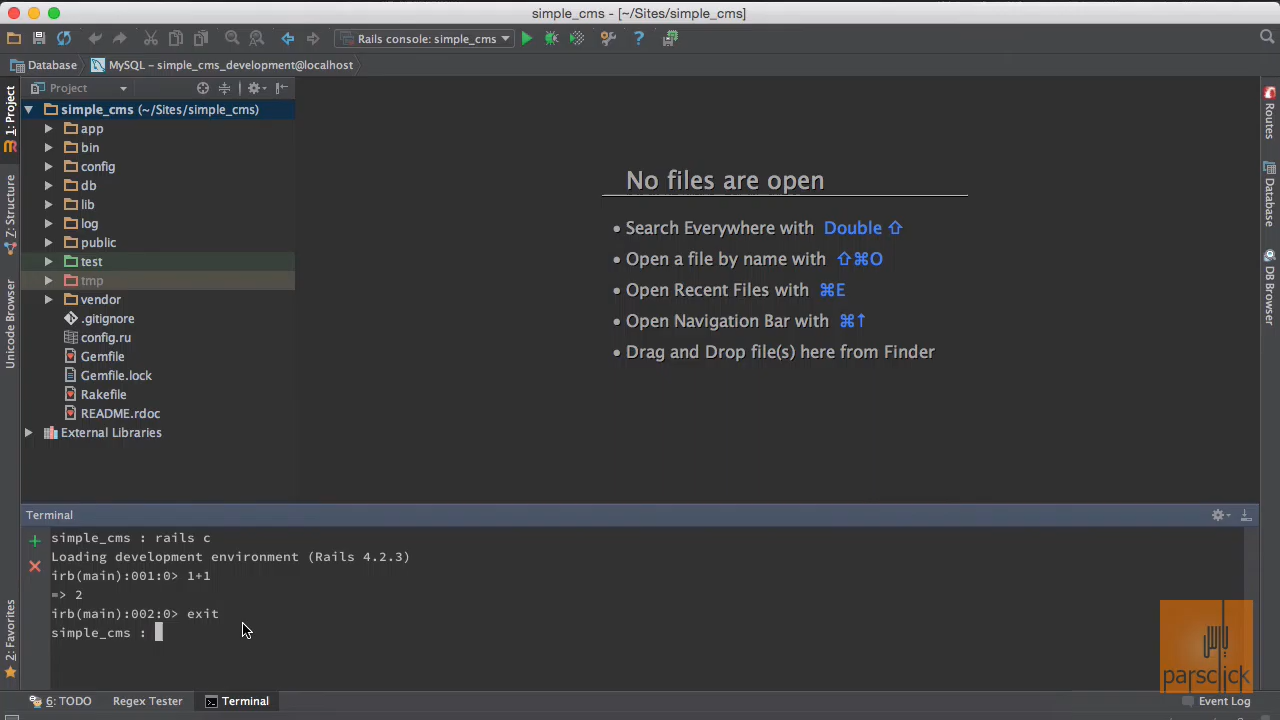 simple_cms - [~/Sites/simple_cms]
Rails console: simple_cms
Database
MySQL – simple_cms_development@localhost
1: Project
Z: Structure
Unicode Browser
2: Favorites
Project
simple_cms (~/Sites/simple_cms)
app
bin
config
db
lib
log
public
test
tmp
vendor
.gitignore
config.ru
Gemfile
Gemfile.lock
Rakefile
README.rdoc
External Libraries
No files are open
• Search Everywhere with Double ⇧
• Open a file by name with ⇧⌘O
• Open Recent Files with ⌘E
• Open Navigation Bar with ⌘↑
• Drag and Drop file(s) here from Finder
Routes
Database
DB Browser
Terminal
simple_cms : rails c
Loading development environment (Rails 4.2.3)
irb(main):001:0> 1+1
=> 2
irb(main):002:0> exit
simple_cms :
parsclick
6: TODO
Regex Tester
Terminal
Event Log